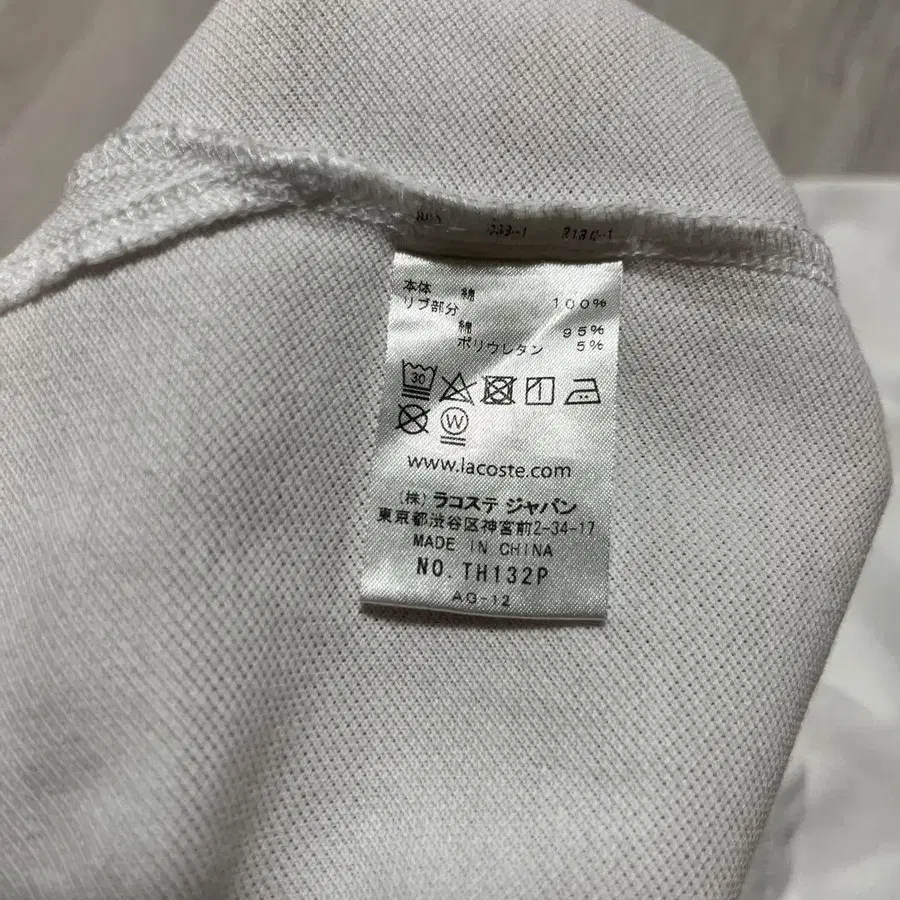 本体 綿 100%
リブ部分
綿 95%
ポリウレタン 5%
30
W
www.lacoste.com
(株) ラコステ ジャパン
東京都渋谷区神宮前2-34-17
MADE IN CHINA
NO. TH132P
AG-12